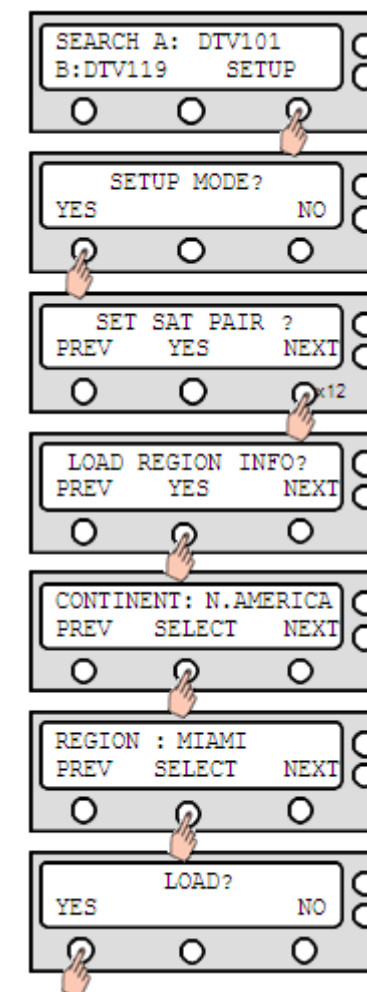 SEARCH A: DTV101
B:DTV119 SETUP
SETUP MODE?
YES NO
SET SAT PAIR ?
PREV YES NEXT
x12
LOAD REGION INFO?
PREV YES NEXT
CONTINENT: N.AMERICA
PREV SELECT NEXT
REGION : MIAMI
PREV SELECT NEXT
LOAD?
YES NO